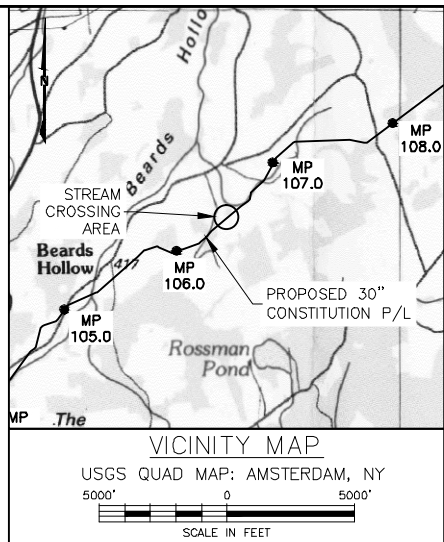 N
Hollo
Beards
MP
108.0
MP
107.0
STREAM
CROSSING
AREA
Beards
Hollow
417
MP
106.0
PROPOSED 30"
CONSTITUTION P/L
MP
105.0
Rossman
Pond
MP
The
VICINITY MAP
USGS QUAD MAP: AMSTERDAM, NY
5000' 0 5000'
SCALE IN FEET